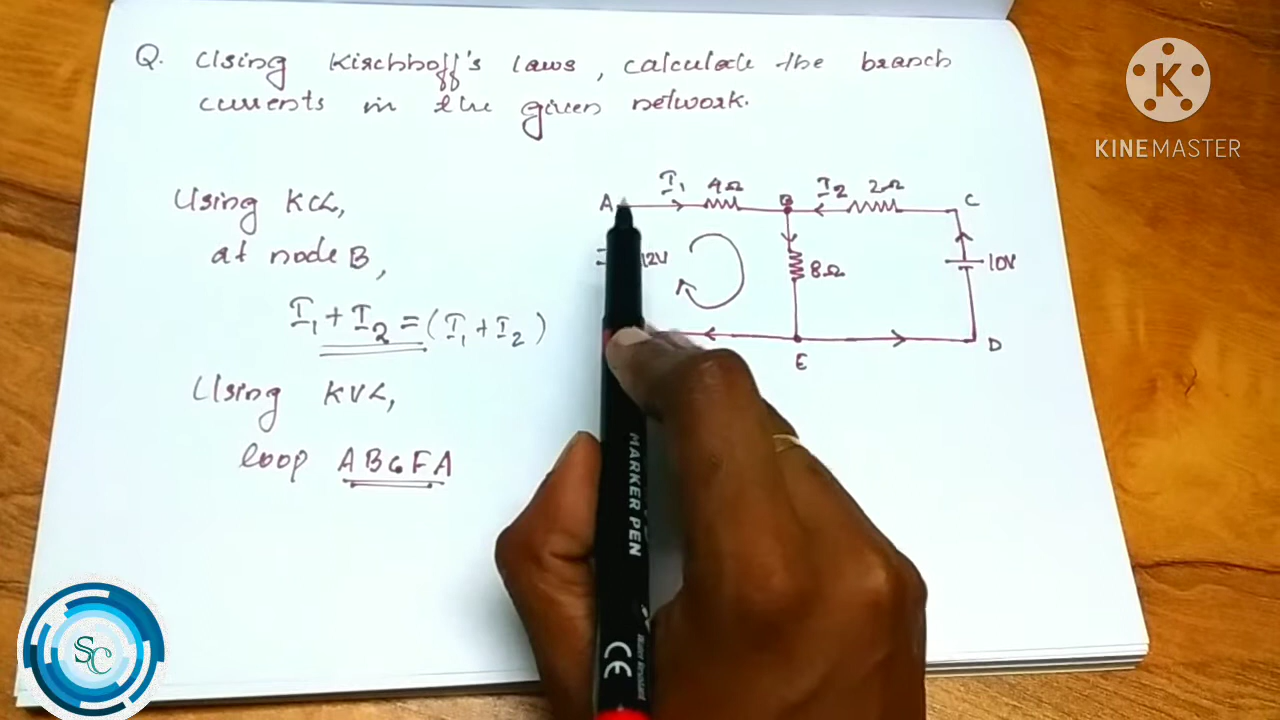 Q. Using Kirchhoff's laws, calculate the branch
currents in the given network.
Using KCL,
at node B,
I1 + I2 = (I1 + I2)
Using KVL,
loop ABGFA
A I1 4Ω B I2 2Ω C
12V 8Ω 10V
E D
MARKER PEN
CE
K
KINEMASTER
SC